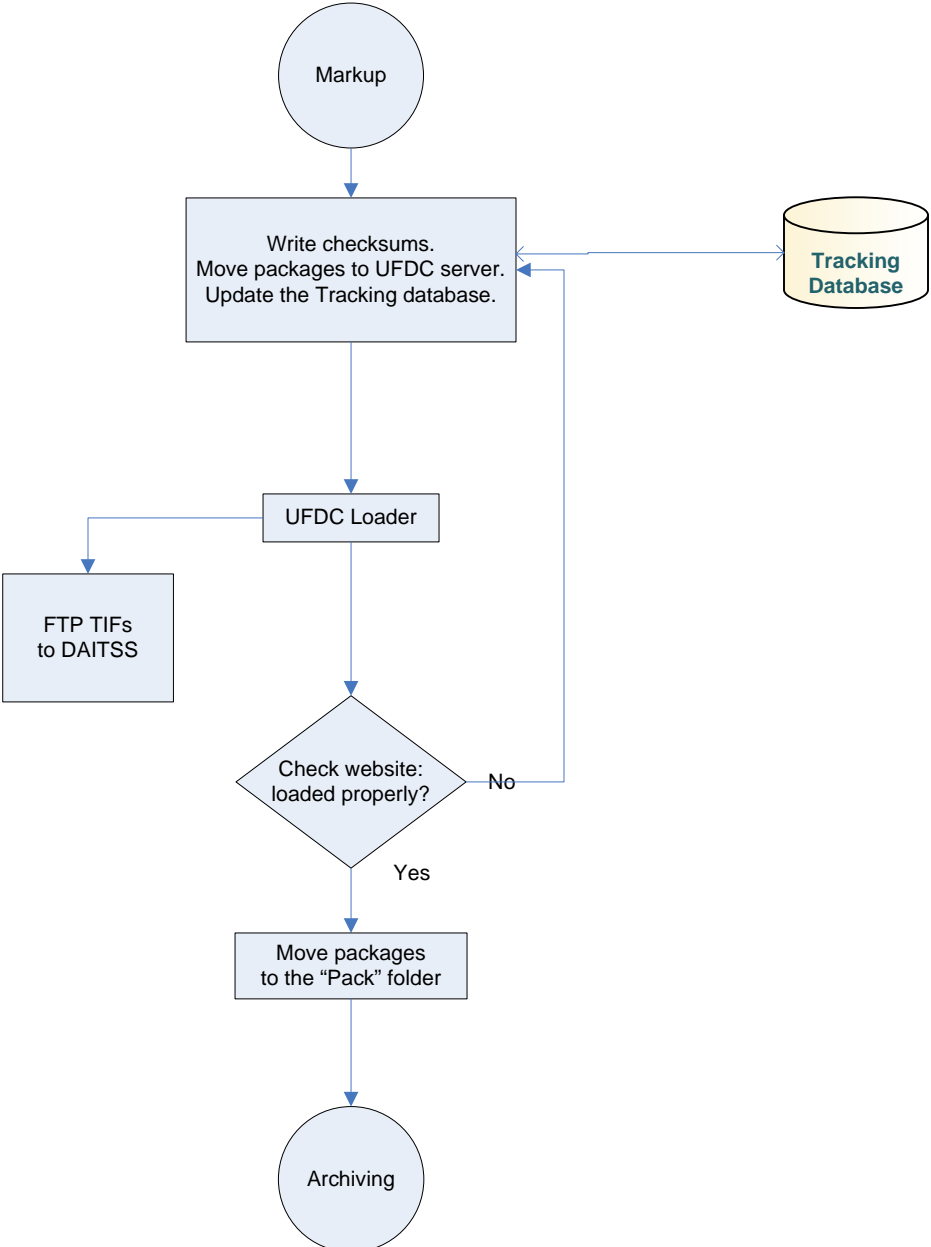 Markup
Write checksums.
Move packages to UFDC server.
Update the Tracking database.
Tracking
Database
UFDC Loader
FTP TIFs
to DAITSS
Check website:
loaded properly?
No
Yes
Move packages
to the “Pack” folder
Archiving